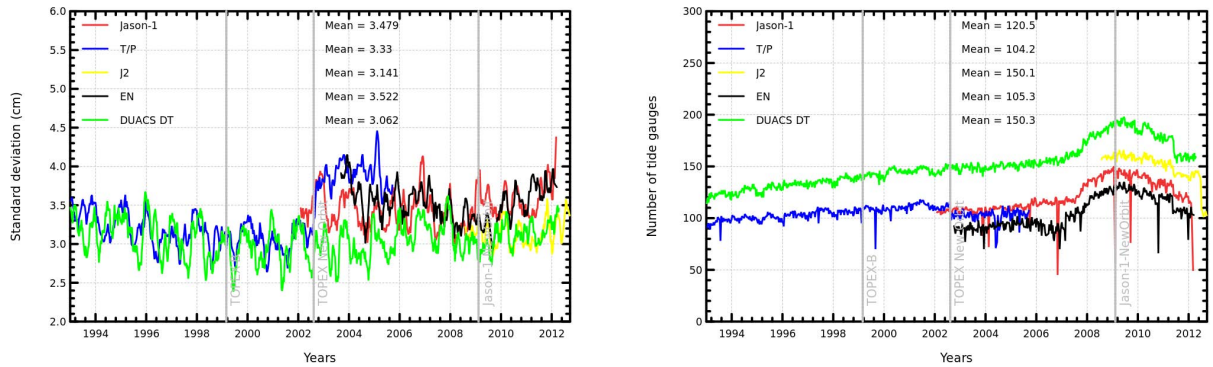 6.0
5.5
5.0
4.5
4.0
3.5
3.0
2.5
2.0
Standard deviation (cm)
Jason-1 Mean = 3.479
T/P Mean = 3.33
J2 Mean = 3.141
EN Mean = 3.522
DUACS DT Mean = 3.062
1994 1996 1998 2000 2002 2004 2006 2008 2010 2012
Years
300
250
200
150
100
50
0
Number of tide gauges
Jason-1 Mean = 120.5
T/P Mean = 104.2
J2 Mean = 150.1
EN Mean = 105.3
DUACS DT Mean = 150.3
TOPEX-B
TOPEX New Orbit
Jason-1-NewOrbit
1994 1996 1998 2000 2002 2004 2006 2008 2010 2012
Years